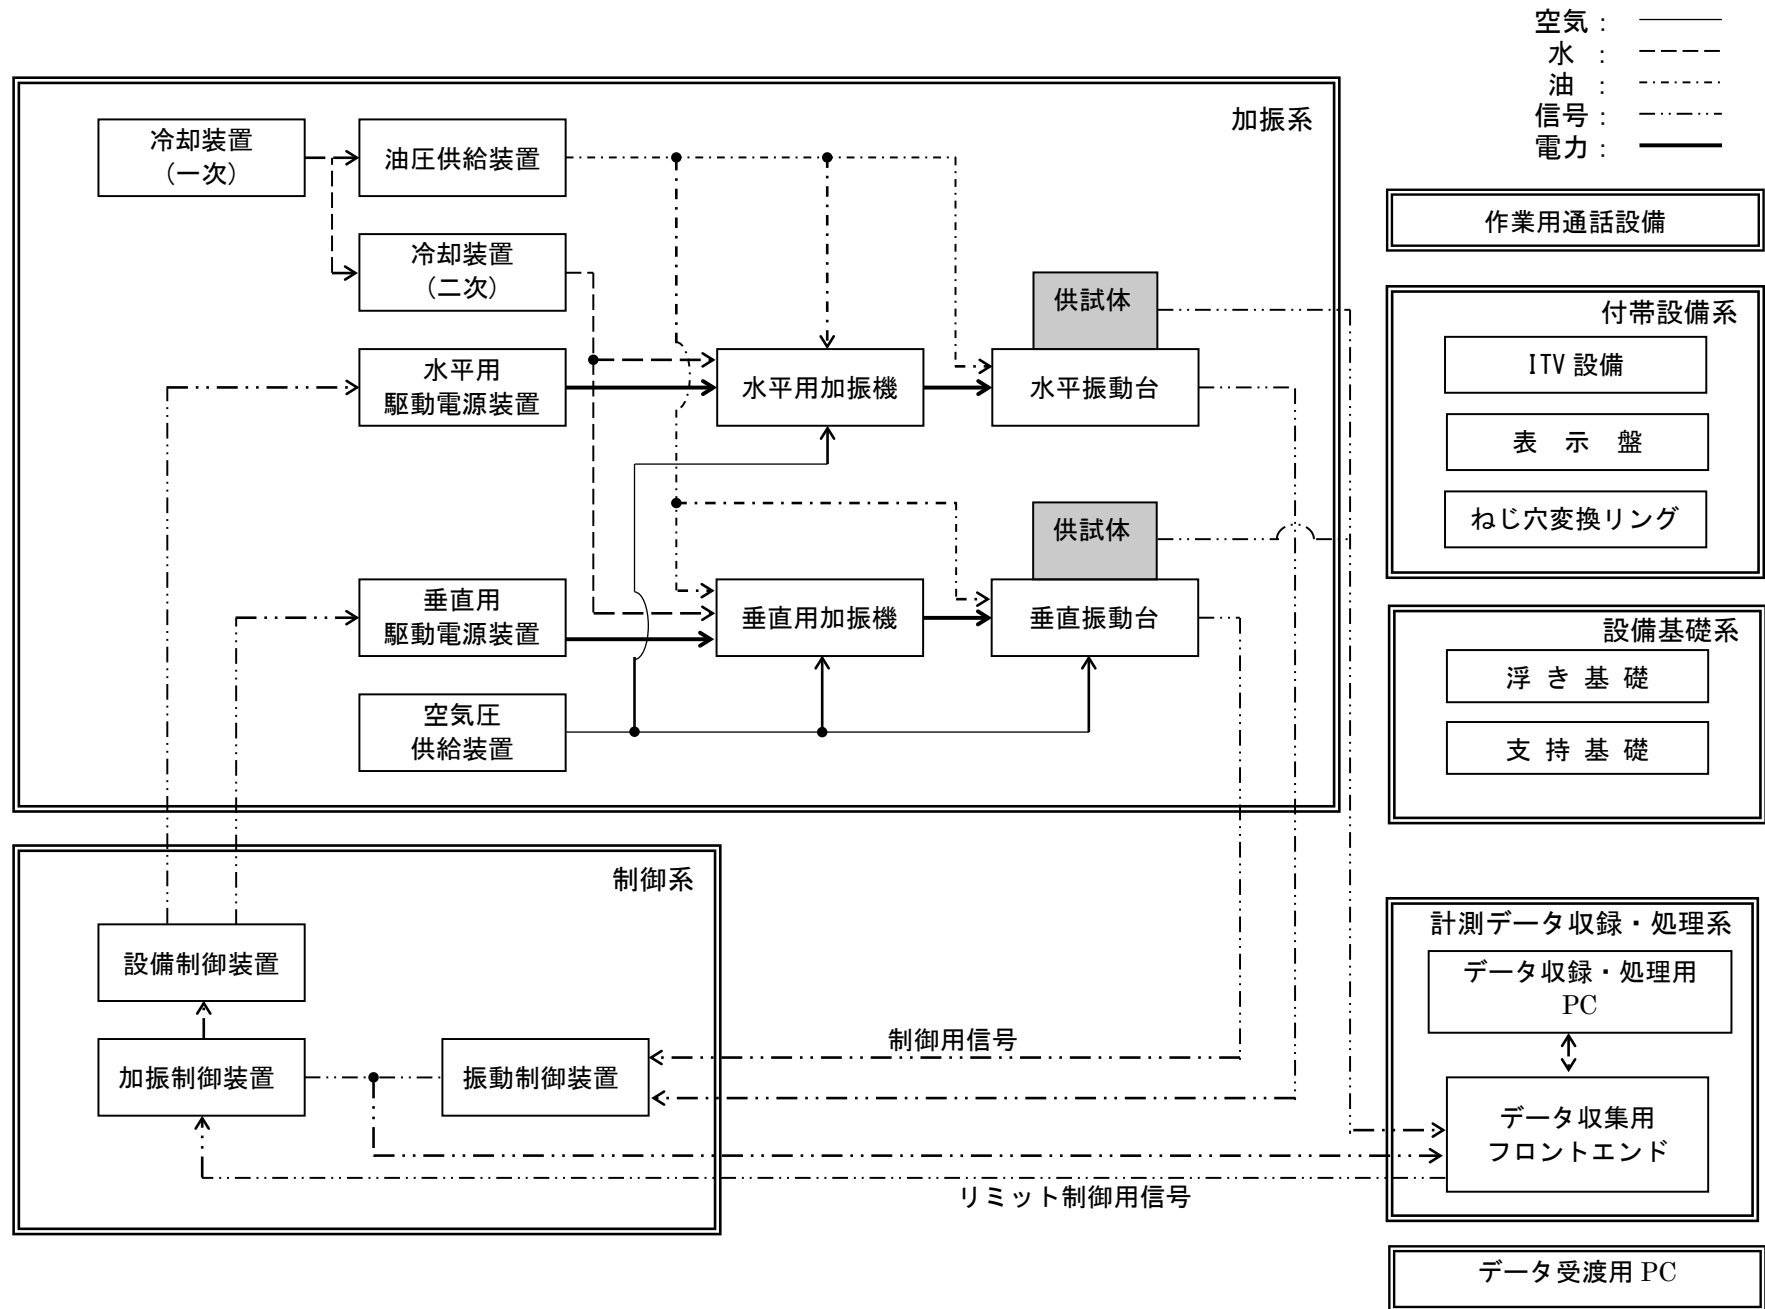 空気：
水　：
油　：
信号：
電力：
加振系
冷却装置
(一次)
油圧供給装置
冷却装置
(二次)
水平用
駆動電源装置
水平用加振機
供試体
水平振動台
垂直用
駆動電源装置
垂直用加振機
供試体
垂直振動台
空気圧
供給装置
作業用通話設備
付帯設備系
ITV 設備
表　示　盤
ねじ穴変換リング
設備基礎系
浮 き 基 礎
支 持 基 礎
制御系
設備制御装置
加振制御装置
振動制御装置
制御用信号
リミット制御用信号
計測データ収録・処理系
データ収録・処理用
PC
データ収集用
フロントエンド
データ受渡用 PC